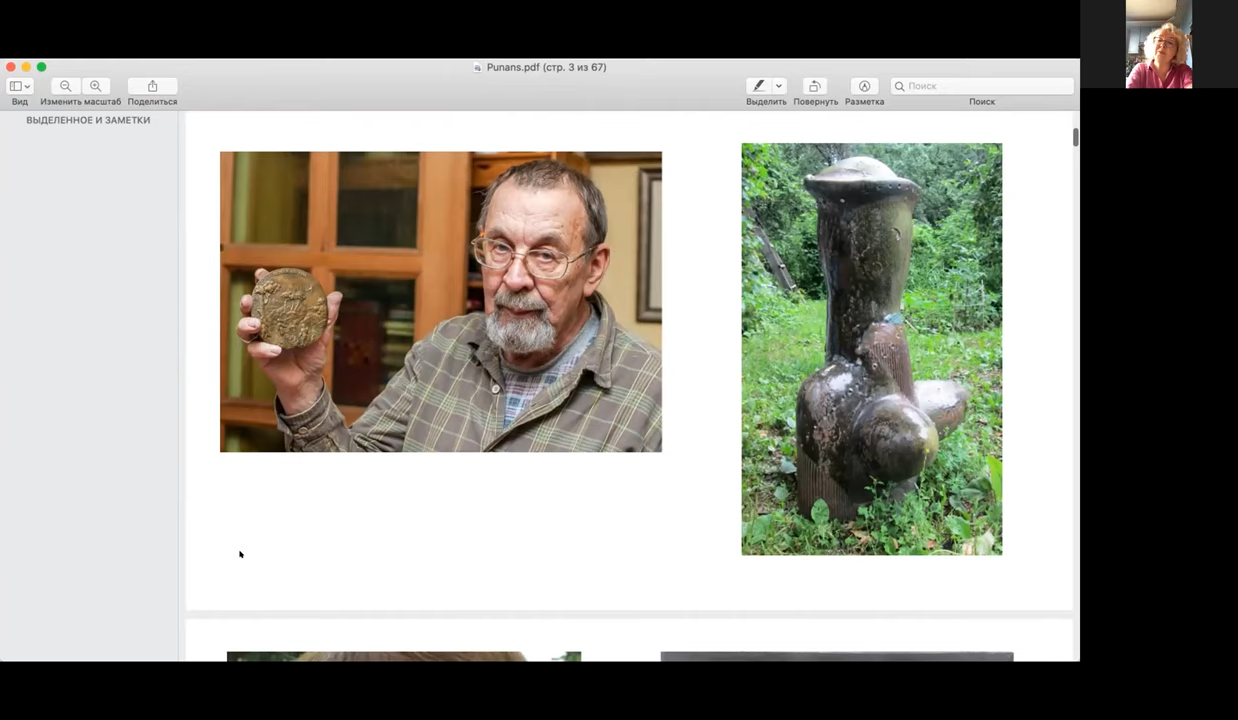 Punans.pdf (стр. 3 из 67)
Вид
Изменить масштаб
Поделиться
Выделить
Повернуть
Разметка
Поиск
Поиск
ВЫДЕЛЕННОЕ И ЗАМЕТКИ